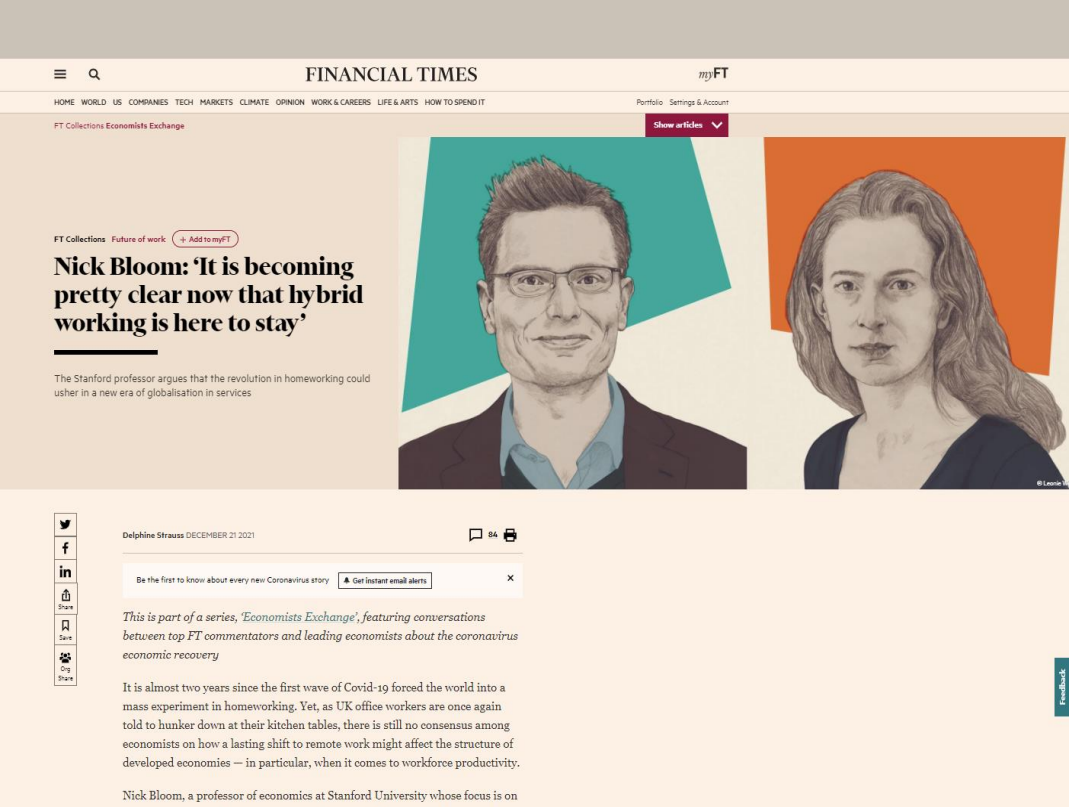 FINANCIAL TIMES
myFT
HOME WORLD US COMPANIES TECH MARKETS CLIMATE OPINION WORK & CAREERS LIFE & ARTS HOW TO SPEND IT
Portfolio Settings & Account
FT Collections Economists Exchange
Show articles
FT Collections Future of work + Add to myFT
Nick Bloom: ‘It is becoming
pretty clear now that hybrid
working is here to stay’
The Stanford professor argues that the revolution in homeworking could
usher in a new era of globalisation in services
© Leonie W
Delphine Strauss DECEMBER 21 2021
84
Share
Save
Org
Share
Be the first to know about every new Coronavirus story
Get instant email alerts
×
This is part of a series, ‘Economists Exchange’, featuring conversations
between top FT commentators and leading economists about the coronavirus
economic recovery
It is almost two years since the first wave of Covid-19 forced the world into a
mass experiment in homeworking. Yet, as UK office workers are once again
told to hunker down at their kitchen tables, there is still no consensus among
economists on how a lasting shift to remote work might affect the structure of
developed economies — in particular, when it comes to workforce productivity.
Nick Bloom, a professor of economics at Stanford University whose focus is on
Feedback